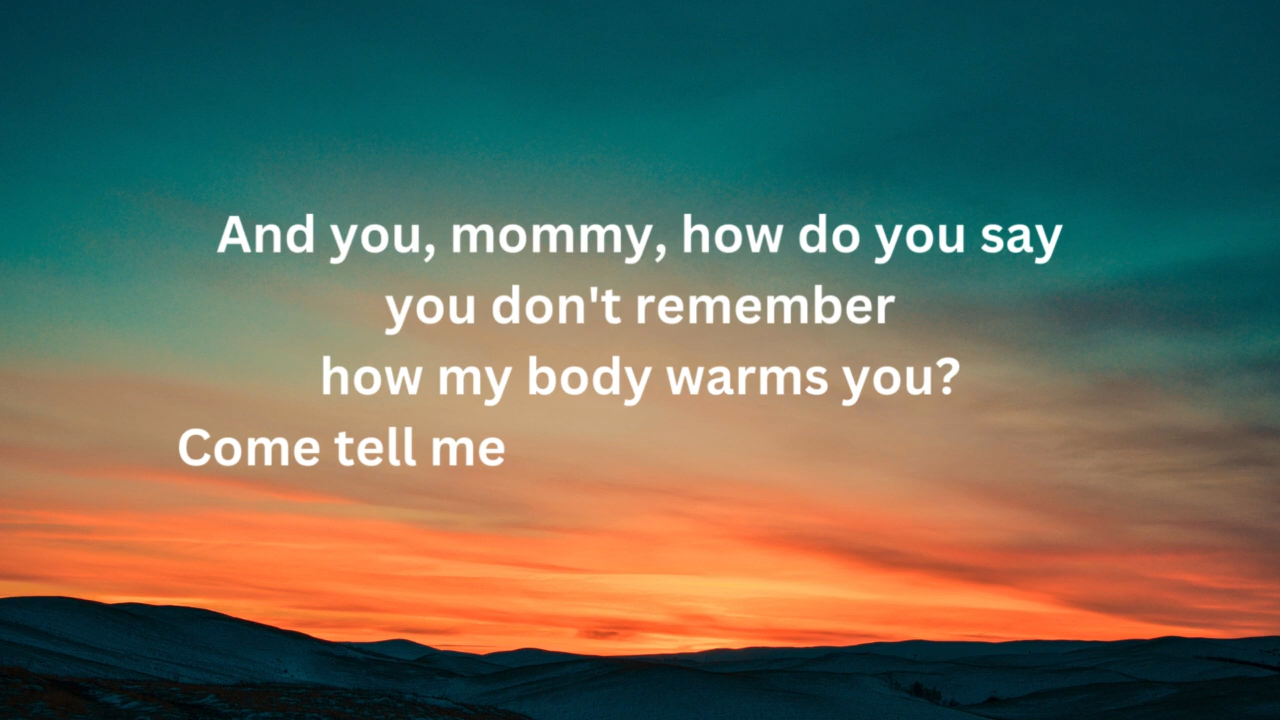 And you, mommy, how do you say
you don't remember
how my body warms you?
Come tell me